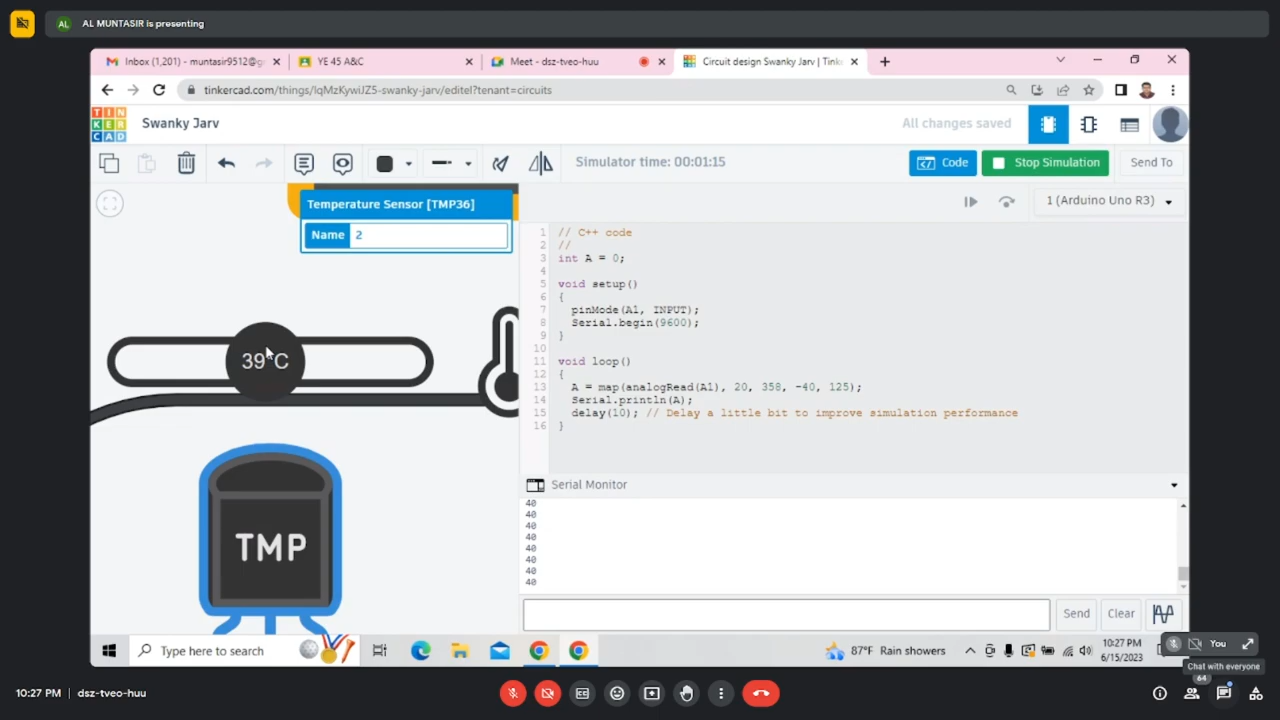 AL AL MUNTASIR is presenting
Inbox (1,201) - muntasir9512@g
YE 45 A&C
Meet - dsz-tveo-huu
Circuit design Swanky Jarv | Tink
tinkercad.com/things/lqMzKywiJZ5-swanky-jarv/editel?tenant=circuits
TIN
KER
CAD
Swanky Jarv
All changes saved
Simulator time: 00:01:15
Code
Stop Simulation
Send To
Temperature Sensor [TMP36]
Name 2
1 (Arduino Uno R3)
39°C
TMP
1 // C++ code
2 //
3 int A = 0;
4
5 void setup()
6 {
7 pinMode(A1, INPUT);
8 Serial.begin(9600);
9 }
10
11 void loop()
12 {
13 A = map(analogRead(A1), 20, 358, -40, 125);
14 Serial.println(A);
15 delay(10); // Delay a little bit to improve simulation performance
16 }
Serial Monitor
40
40
40
40
40
40
40
40
Send
Clear
Type here to search
87°F Rain showers
10:27 PM
6/15/2023
You
Chat with everyone
64
10:27 PM | dsz-tveo-huu